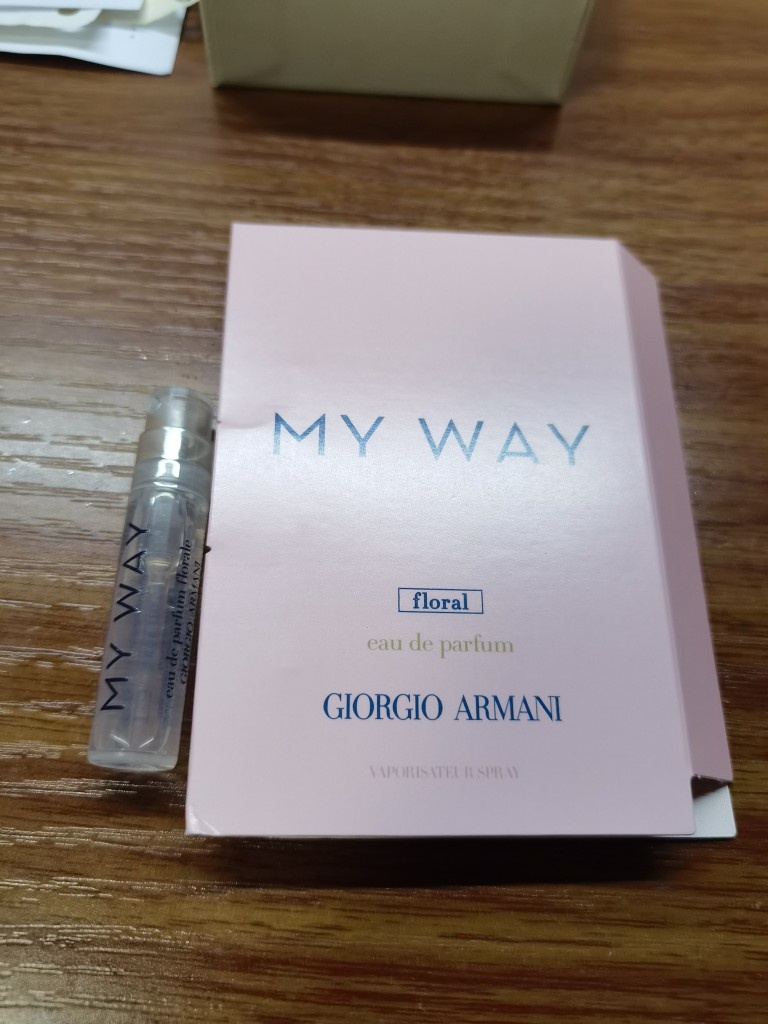 MY WAY
eau de parfum florale
GIORGIO ARMANI
MY WAY
floral
eau de parfum
GIORGIO ARMANI
VAPORISATEUR SPRAY